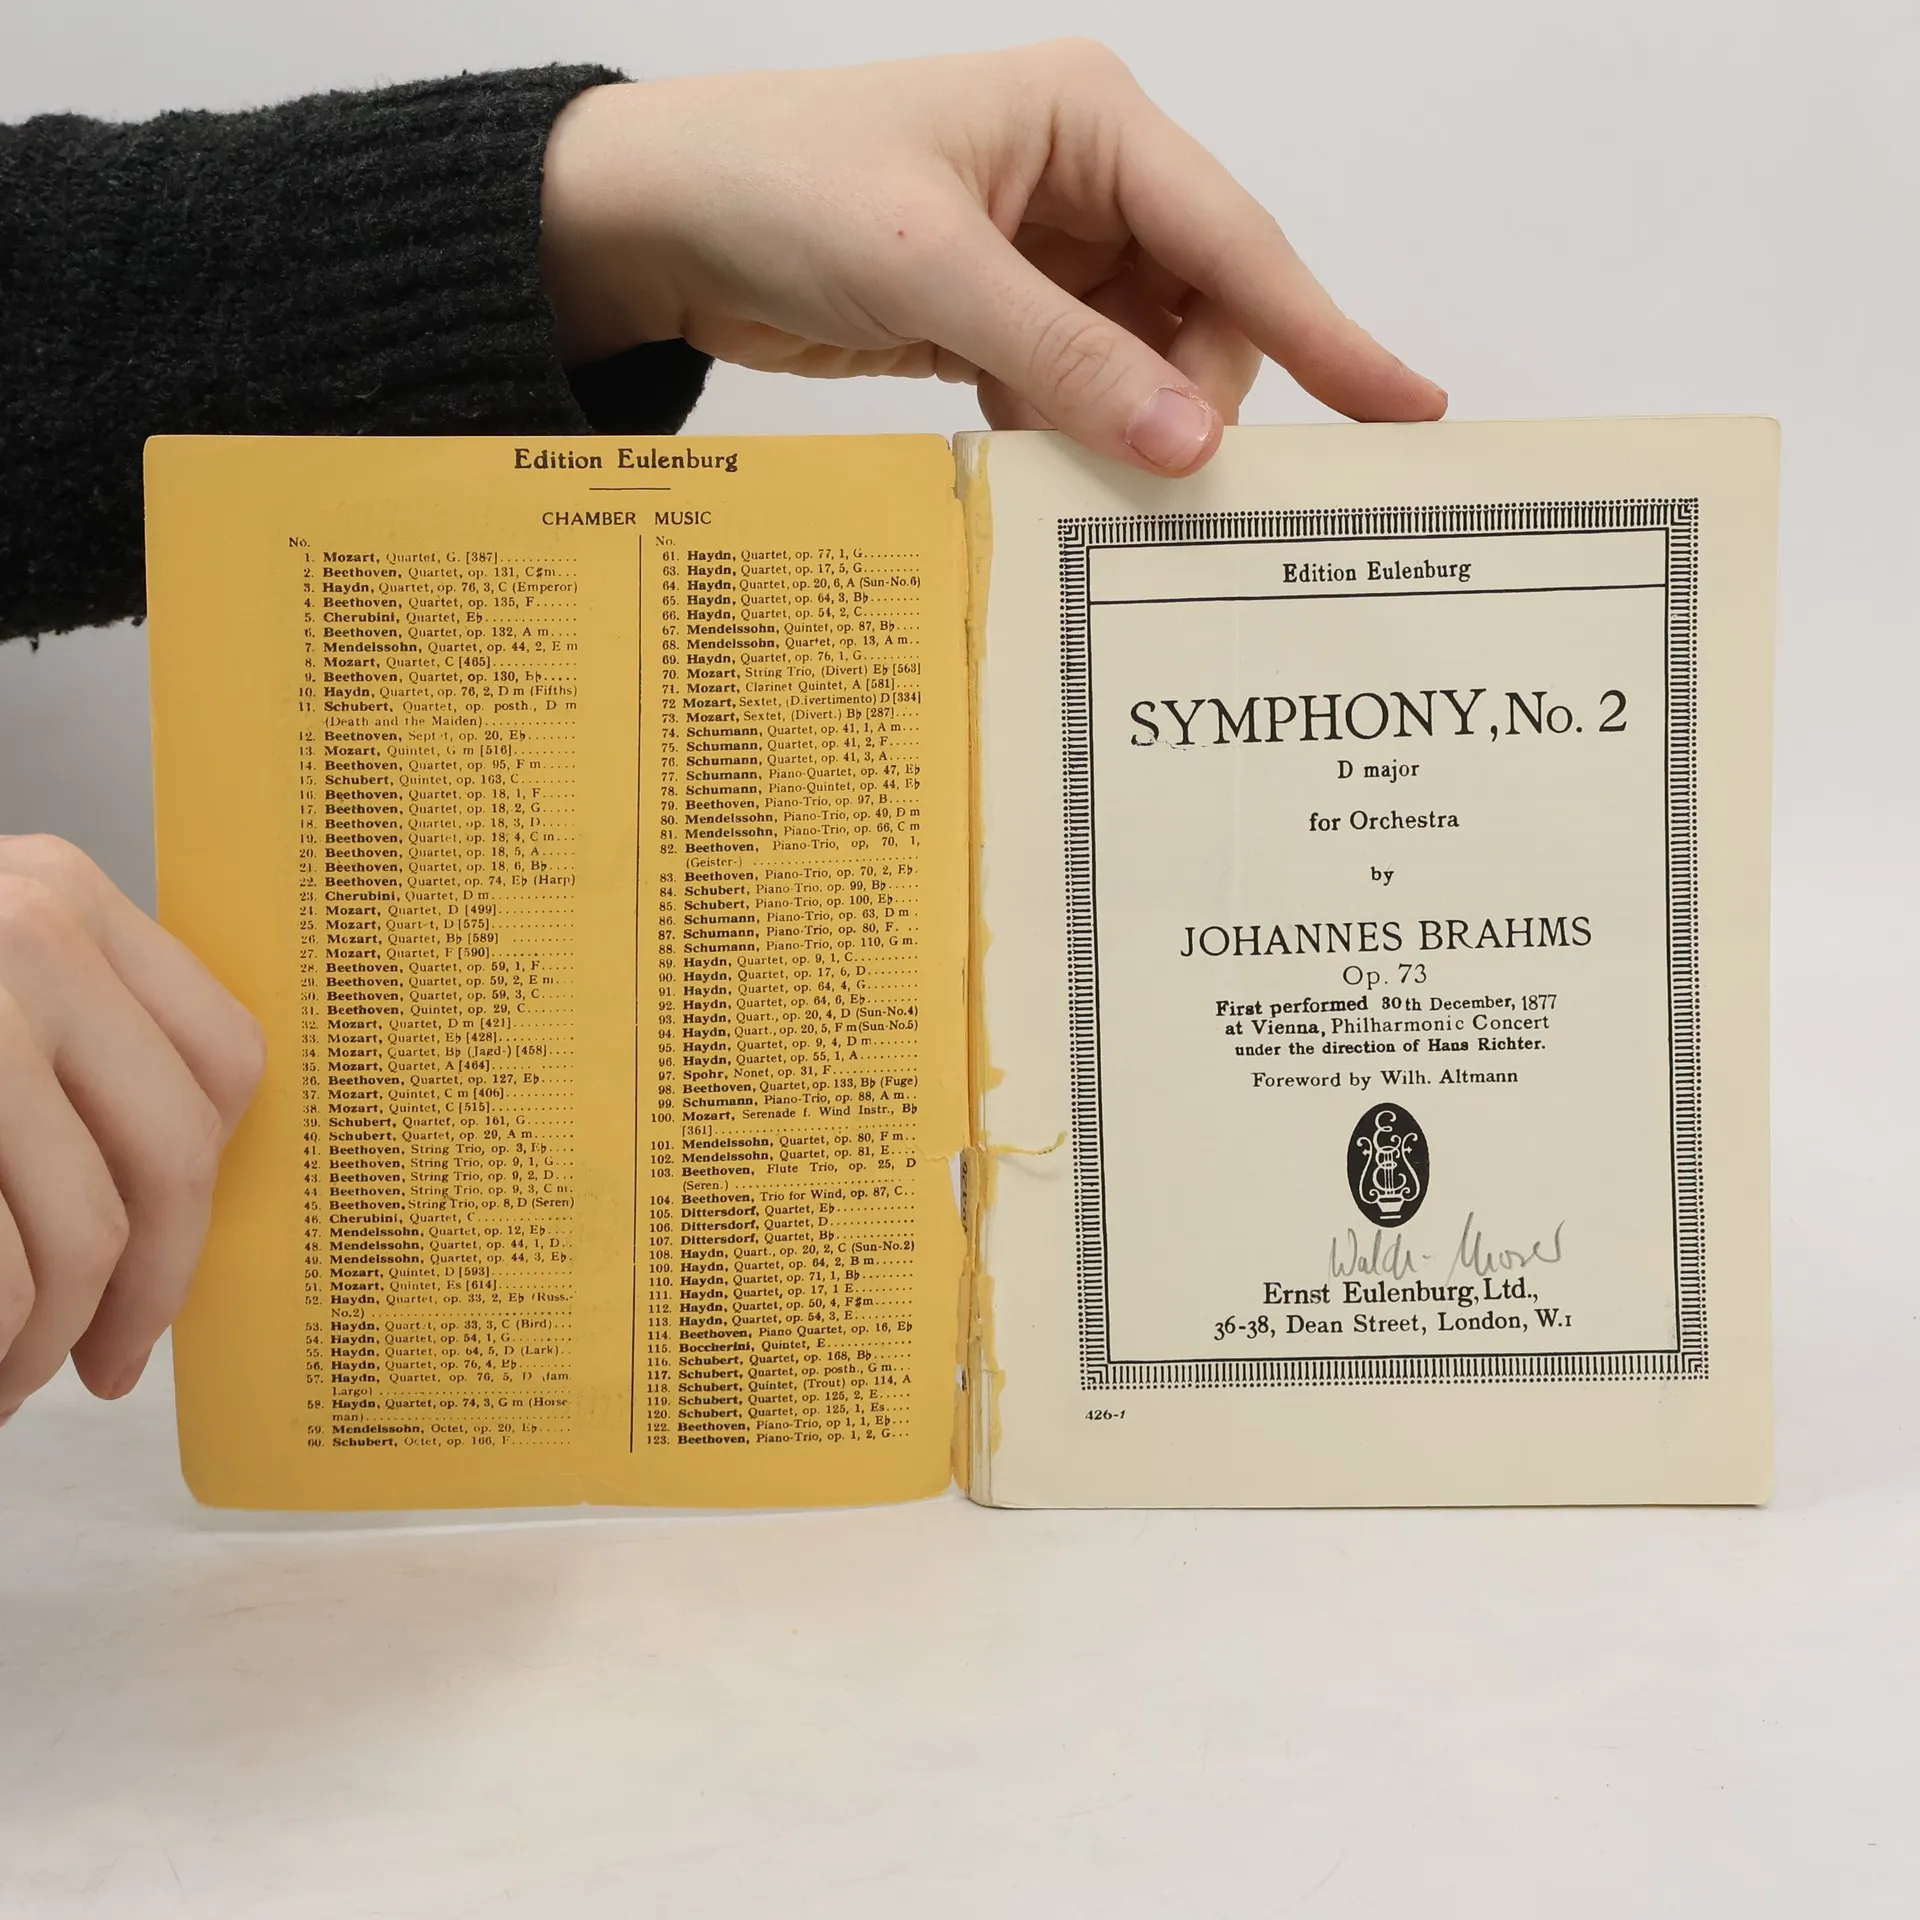 Edition Eulenburg
CHAMBER MUSIC
No.
1. Mozart, Quartet, G. [387]...........
2. Beethoven, Quartet, op. 131, C♯m...
3. Haydn, Quartet, op. 76, 3, C (Emperor)
4. Beethoven, Quartet, op. 135, F......
5. Cherubini, Quartet, E♭.............
6. Beethoven, Quartet, op. 132, A m....
7. Mendelssohn, Quartet, op. 44, 2, E m
8. Mozart, Quartet, C [465]............
9. Beethoven, Quartet, op. 130, B♭.....
10. Haydn, Quartet, op. 76, 2, D m (Fifths)
11. Schubert, Quartet, op. posth., D m
(Death and the Maiden).............
12. Beethoven, Septet, op. 20, E♭.......
13. Mozart, Quintet, G m [516].........
14. Beethoven, Quartet, op. 95, F m.....
15. Schubert, Quintet, op. 163, C........
16. Beethoven, Quartet, op. 18, 1, F.....
17. Beethoven, Quartet, op. 18, 2, G.....
18. Beethoven, Quartet, op. 18, 3, D.....
19. Beethoven, Quartet, op. 18, 4, C m...
20. Beethoven, Quartet, op. 18, 5, A.....
21. Beethoven, Quartet, op. 18, 6, B♭....
22. Beethoven, Quartet, op. 74, E♭ (Harp)
23. Cherubini, Quartet, D m............
24. Mozart, Quartet, D [499]...........
25. Mozart, Quartet, D [575]...........
26. Mozart, Quartet, B♭ [589]
27. Mozart, Quartet, F [590]...........
28. Beethoven, Quartet, op. 59, 1, F.....
29. Beethoven, Quartet, op. 59, 2, E m.
30. Beethoven, Quartet, op. 59, 3, C.....
31. Beethoven, Quintet, op. 29, C.......
32. Mozart, Quartet, D m [421].........
33. Mozart, Quartet, E♭ [428]..........
34. Mozart, Quartet, B♭ (Jagd-) [458]....
35. Mozart, Quartet, A [464]...... .....
36. Beethoven, Quartet, op. 127, E♭.....
37. Mozart, Quintet, C m [406].........
38. Mozart, Quintet, C [515]...........
39. Schubert, Quartet, op. 161, G.......
40. Schubert, Quartet, op. 29, A m......
41. Beethoven, String Trio, op. 3, E♭....
42. Beethoven, String Trio, op. 9, 1, G...
43. Beethoven, String Trio, op. 9, 2, D...
44. Beethoven, String Trio, op. 9, 3, C m.
45. Beethoven, String Trio, op. 8, D (Seren)
46. Cherubini, Quartet, C..............
47. Mendelssohn, Quartet, op. 12, E♭....
48. Mendelssohn, Quartet, op. 44, 1, D..
49. Mendelssohn, Quartet, op. 44, 3, E♭.
50. Mozart, Quintet, D [593]...........
51. Mozart, Quintet, Es [614]...........
52. Haydn, Quartet, op. 33, 2, E♭ (Russ.-
No.2) .............................
53. Haydn, Quartet, op. 33, 3, C (Bird)...
54. Haydn, Quartet, op. 54, 1, G........
55. Haydn, Quartet, op. 64, 5, D (Lark)..
56. Haydn, Quartet, op. 76, 4, B♭........
57. Haydn, Quartet, op. 76, 5, D
Largo) ............................
58. Haydn, Quartet, op. 74, 3, G m (Horse
man)..............................
59. Mendelssohn, Octet, op. 20, E♭.....
60. Schubert, Octet, op. 166, F.........
No.
61. Haydn, Quartet, op. 77, 1, G.........
63. Haydn, Quartet, op. 17, 5, G.........
64. Haydn, Quartet, op. 20, 6, A (Sun-No.6)
65. Haydn, Quartet, op. 64, 3, B♭........
66. Haydn, Quartet, op. 54, 2, C.........
67. Mendelssohn, Quintet, op. 87, B♭....
68. Mendelssohn, Quartet, op. 13, A m..
69. Haydn, Quartet, op. 76, 1, G.........
70. Mozart, String Trio, (Divert) E♭ [563]
71. Mozart, Clarinet Quintet, A [581]....
72 Mozart, Sextet, (D.ivertimento) D [334]
73. Mozart, Sextet, (Divert.) B♭ [287]....
74. Schumann, Quartet, op. 41, 1, A m...
75. Schumann, Quartet, op. 41, 2, F.....
76. Schumann, Quartet, op. 41, 3, A.....
77. Schumann, Piano-Quartet, op. 47, E♭
78. Schumann, Piano-Quintet, op. 44, E♭
79. Beethoven, Piano-Trio, op. 97, B.....
80. Mendelssohn, Piano-Trio, op. 49, D m
81. Mendelssohn, Piano-Trio, op. 66, C m
82. Beethoven, Piano-Trio, op, 70, 1,
(Geister-) ........................
83. Beethoven, Piano-Trio, op. 70, 2, E♭.
84. Schubert, Piano-Trio, op. 99, B♭.....
85. Schubert, Piano-Trio, op. 100, E♭....
86. Schumann, Piano-Trio, op. 63, D m .
87. Schumann, Piano-Trio, op. 80, F. ..
88. Schumann, Piano-Trio, op. 110, G m.
89. Haydn, Quartet, op. 9, 1, C..........
90. Haydn, Quartet, op. 17, 6, D........
91. Haydn, Quartet, op. 64, 4, G........
92. Haydn, Quartet, op. 64, 6, E♭.......
93. Haydn, Quart., op. 20, 4, D (Sun-No.4)
94. Haydn, Quart., op. 20, 5, F m(Sun-No.5)
95. Haydn, Quartet, op. 9, 4, D m.......
96. Haydn, Quartet, op. 55, 1, A.........
97. Spohr, Nonet, op. 31, F............
98. Beethoven, Quartet, op. 133, B♭ (Fuge)
99. Schumann, Piano-Trio, op. 88, A m..
100. Mozart, Serenade f. Wind Instr., B♭
[361]..............................
101. Mendelssohn, Quartet, op. 80, F m..
102. Mendelssohn, Quartet, op. 81, E....
103. Beethoven, Flute Trio, op. 25, D
(Seren.) ..........................
104. Beethoven, Trio for Wind, op. 87, C..
105. Dittersdorf, Quartet, E♭............
106. Dittersdorf, Quartet, D.............
107. Dittersdorf, Quartet, B♭............
108. Haydn, Quart., op. 20, 2, C (Sun-No.2)
109. Haydn, Quartet, op. 64, 2, B m......
110. Haydn, Quartet, op. 71, 1, B♭.......
111. Haydn, Quartet, op. 17, 1 E.........
112. Haydn, Quartet, op. 50, 4, F♯m......
113. Haydn, Quartet, op. 54, 3, E........
114. Beethoven, Piano Quartet, op. 16, E♭
115. Boccherini, Quintet, E.............
116. Schubert, Quartet, op. 168, B♭......
117. Schubert, Quartet, op. posth., G m...
118. Schubert, Quintet, (Trout) op. 114, A
119. Schubert, Quartet, op. 125, 2, E.....
120. Schubert, Quartet, op. 125, 1, Es....
122. Beethoven, Piano-Trio, op 1, 1, E♭...
123. Beethoven, Piano-Trio, op. 1, 2, G...
Edition Eulenburg
SYMPHONY, No. 2
D major
for Orchestra
by
JOHANNES BRAHMS
Op. 73
First performed 30th December, 1877
at Vienna, Philharmonic Concert
under the direction of Hans Richter.
Foreword by Wilh. Altmann
Ernst Eulenburg, Ltd.,
36-38, Dean Street, London, W.1
426-1